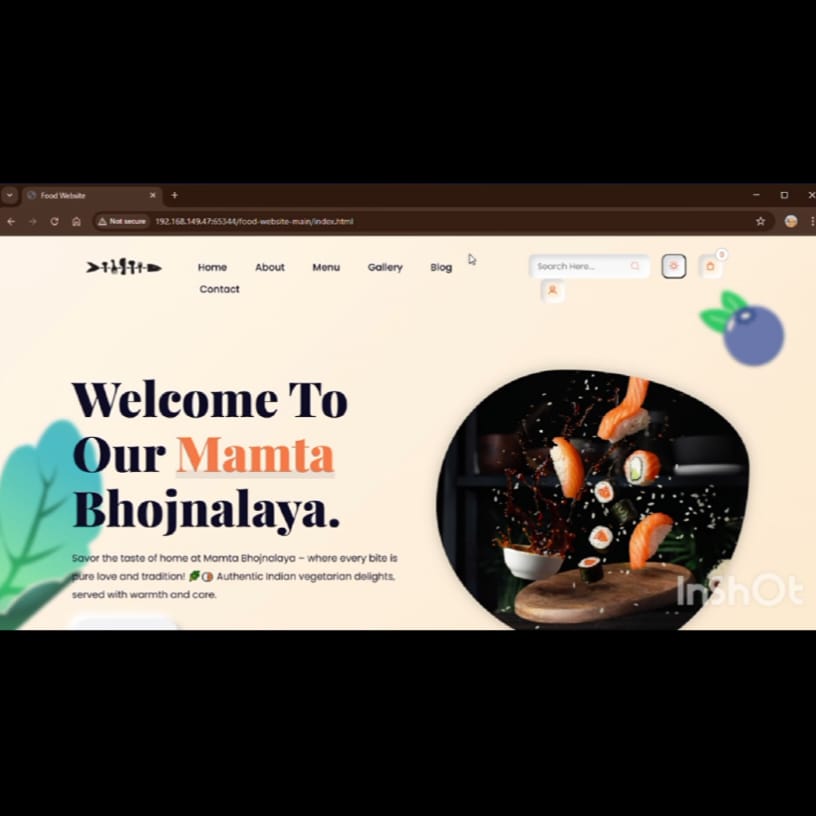 Food Website
Not secure
192.168.149.47:65344/food-website-main/index.html
Home About Menu Gallery Blog
Contact
Search Here...
0
Welcome To
Our Mamta
Bhojnalaya.
Savor the taste of home at Mamta Bhojnalaya – where every bite is
pure love and tradition! Authentic Indian vegetarian delights,
served with warmth and care.
InShOt